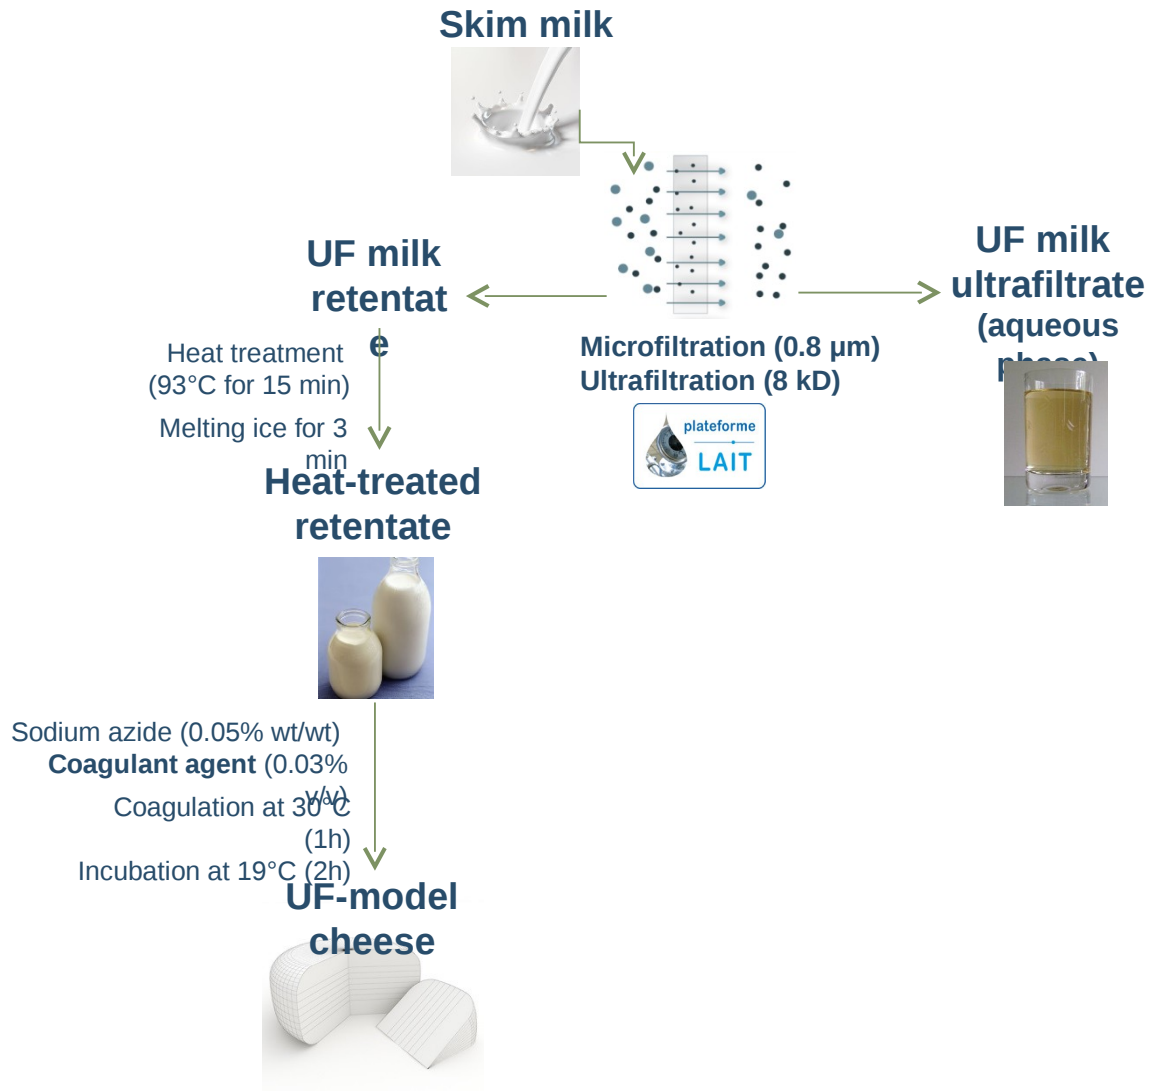 Skim milk
UF milk
retentat
e
UF milk
ultrafiltrate
(aqueous
phase)
Microfiltration (0.8 µm)
Ultrafiltration (8 kD)
plateforme
LAIT
Heat treatment
(93°C for 15 min)
Melting ice for 3
min
Heat-treated
retentate
Sodium azide (0.05% wt/wt)
Coagulant agent (0.03%
v/v)
Coagulation at 30°C
(1h)
Incubation at 19°C (2h)
UF-model
cheese